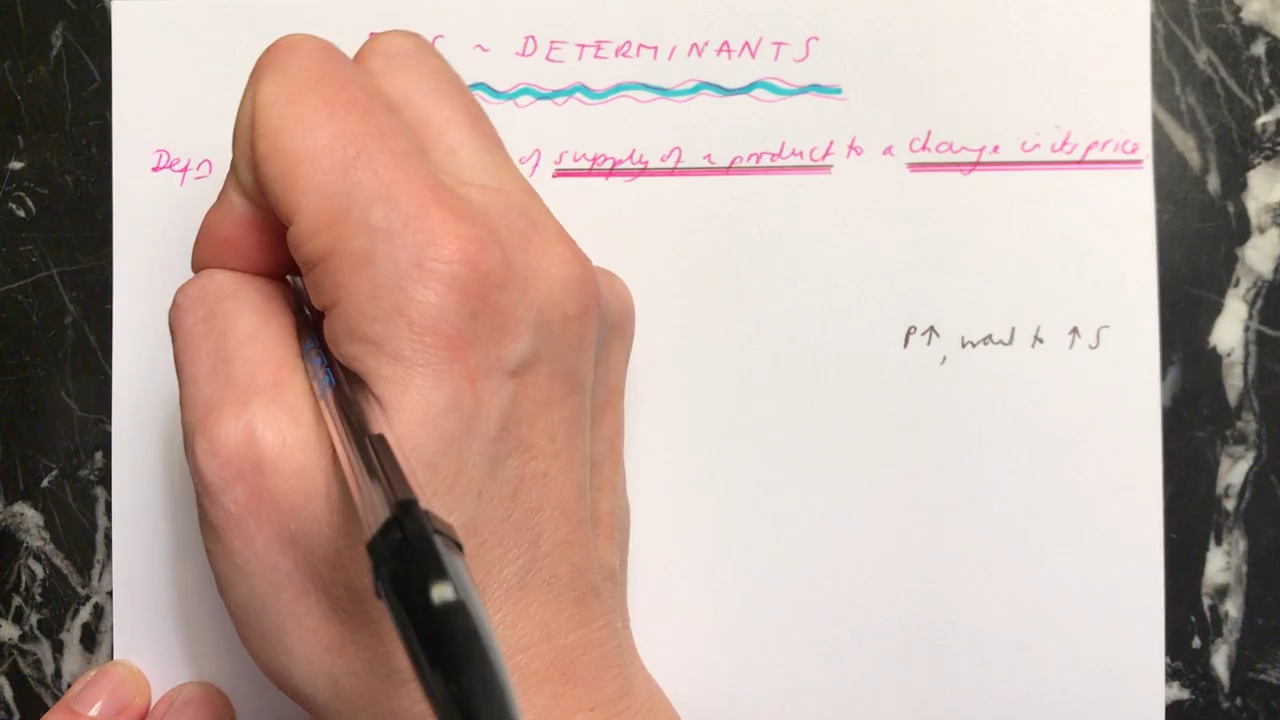 ~ DETERMINANTS
Defn of supply of a product to a change in its price
P↑, want to ↑ S